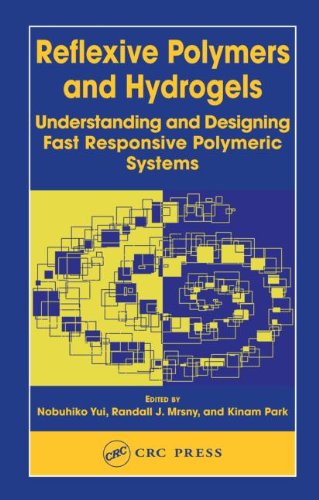 Reflexive Polymers
and Hydrogels
Understanding and Designing
Fast Responsive Polymeric
Systems
EDITED BY
Nobuhiko Yui, Randall J. Mrsny, and Kinam Park
CRC CRC PRESS